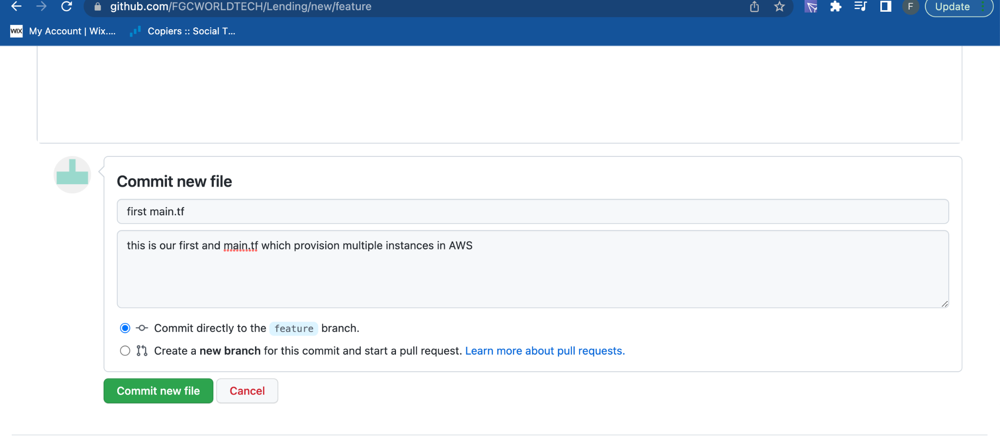 github.com/FGCWORLDTECH/Lending/new/feature
F
Update
WIX My Account | Wix.... Copiers :: Social T...
Commit new file
first main.tf
this is our first and main.tf which provision multiple instances in AWS
Commit directly to the feature branch.
Create a new branch for this commit and start a pull request. Learn more about pull requests.
Commit new file Cancel